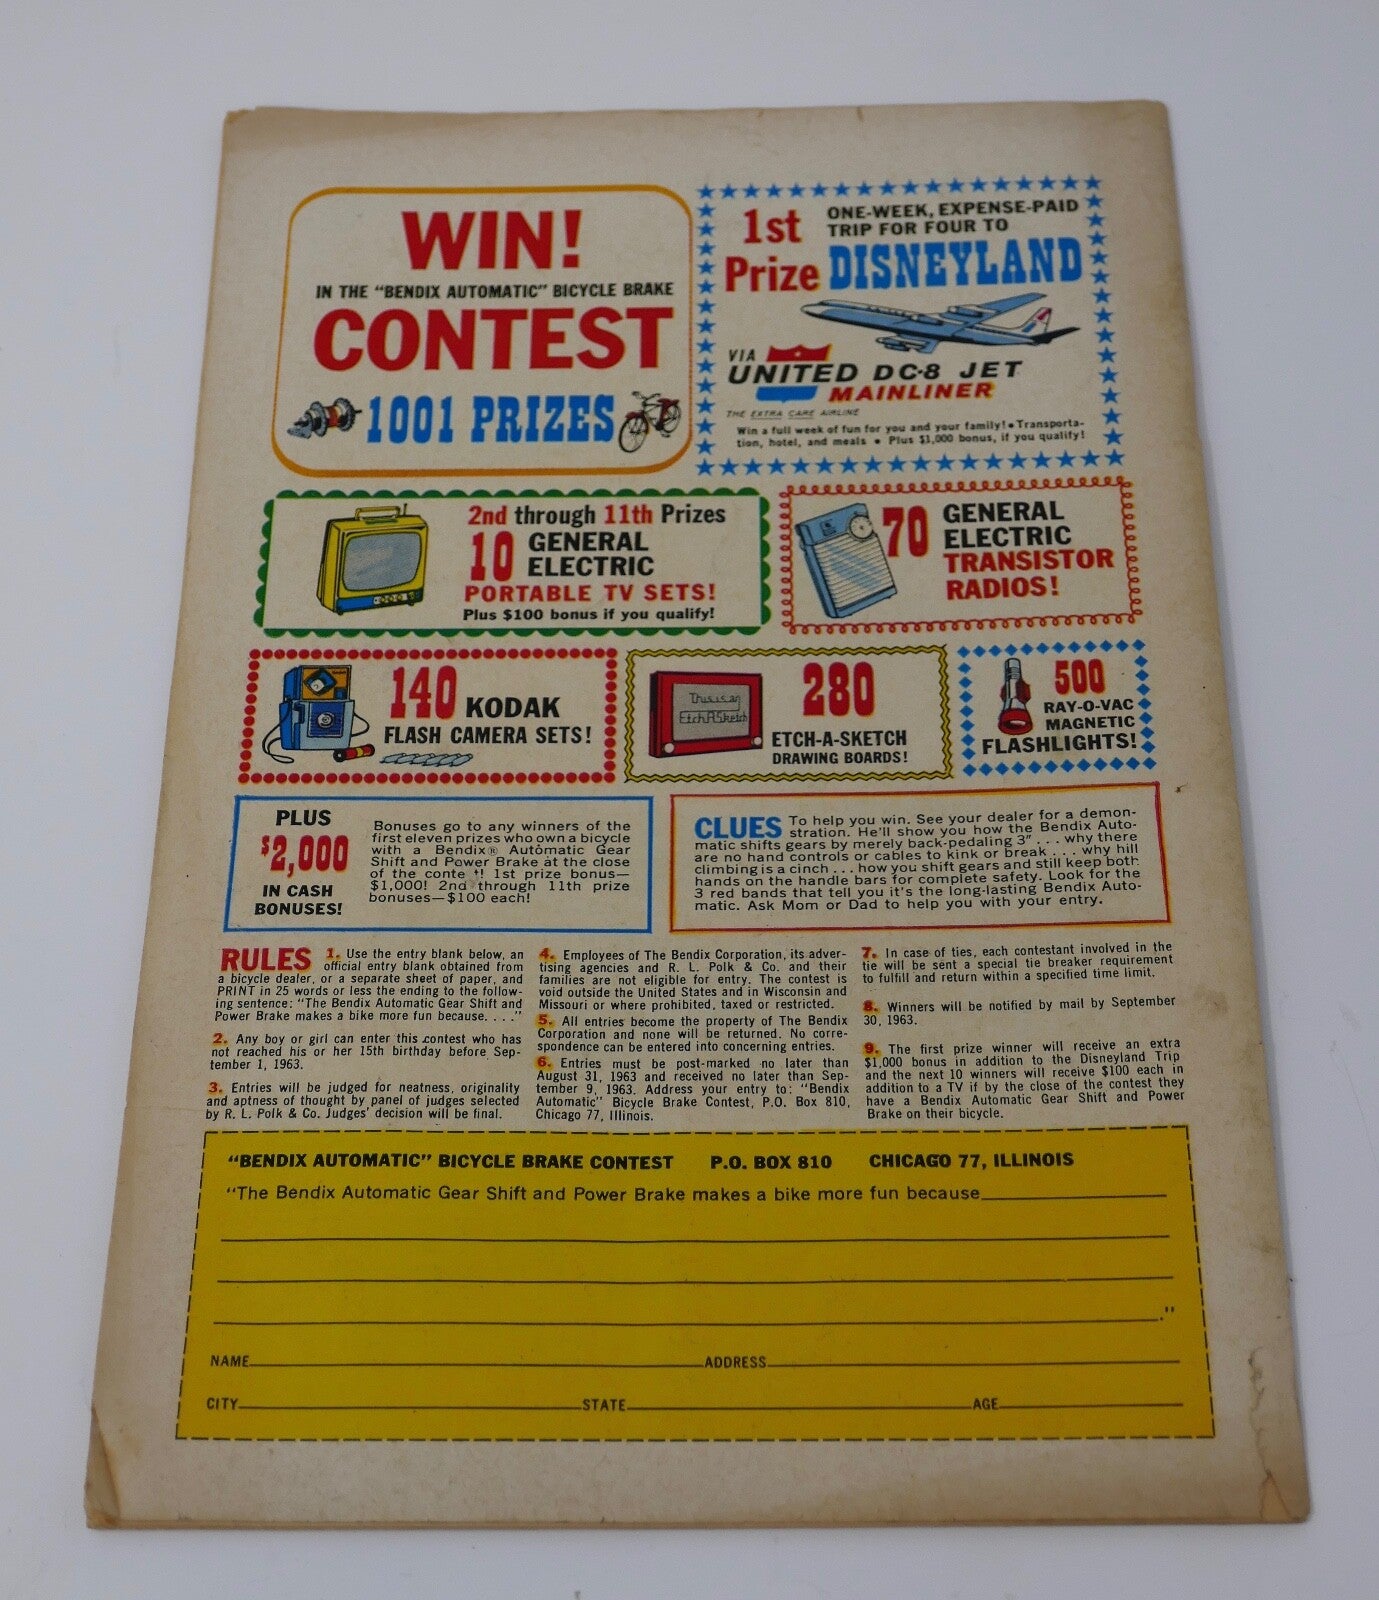 WIN!
IN THE "BENDIX AUTOMATIC" BICYCLE BRAKE
CONTEST
1001 PRIZES
1st
Prize
ONE-WEEK, EXPENSE-PAID
TRIP FOR FOUR TO
DISNEYLAND
VIA
UNITED DC-8 JET
MAINLINER
THE EXTRA CARE AIRLINE
Win a full week of fun for you and your family! • Transporta-
tion, hotel, and meals • Plus $1,000 bonus, if you qualify!
2nd through 11th Prizes
10 GENERAL
ELECTRIC
PORTABLE TV SETS!
Plus $100 bonus if you qualify!
70 GENERAL
ELECTRIC
TRANSISTOR
RADIOS!
140 KODAK
FLASH CAMERA SETS!
This is an
Etch A Sketch
280
ETCH-A-SKETCH
DRAWING BOARDS!
500
RAY-O-VAC
MAGNETIC
FLASHLIGHTS!
PLUS
$2,000
IN CASH
BONUSES!
Bonuses go to any winners of the
first eleven prizes who own a bicycle
with a Bendix® Automatic Gear
Shift and Power Brake at the close
of the conte t! 1st prize bonus—
$1,000! 2nd through 11th prize
bonuses—$100 each!
CLUES To help you win. See your dealer for a demon-
stration. He'll show you how the Bendix Auto-
matic shifts gears by merely back-pedaling 3" . . . why there
are no hand controls or cables to kink or break . . . why hill
climbing is a cinch . . . how you shift gears and still keep both
hands on the handle bars for complete safety. Look for the
3 red bands that tell you it's the long-lasting Bendix Auto-
matic. Ask Mom or Dad to help you with your entry.
RULES 1. Use the entry blank below, an
official entry blank obtained from
a bicycle dealer, or a separate sheet of paper, and
PRINT in 25 words or less the ending to the follow-
ing sentence: "The Bendix Automatic Gear Shift and
Power Brake makes a bike more fun because. . . ."
2. Any boy or girl can enter this contest who has
not reached his or her 15th birthday before Sep-
tember 1, 1963.
3. Entries will be judged for neatness, originality
and aptness of thought by panel of judges selected
by R. L. Polk & Co. Judges' decision will be final.
4. Employees of The Bendix Corporation, its adver-
tising agencies and R. L. Polk & Co. and their
families are not eligible for entry. The contest is
void outside the United States and in Wisconsin and
Missouri or where prohibited, taxed or restricted.
5. All entries become the property of The Bendix
Corporation and none will be returned. No corre-
spondence can be entered into concerning entries.
6. Entries must be post-marked no later than
August 31, 1963 and received no later than Sep-
tember 9, 1963. Address your entry to: "Bendix
Automatic" Bicycle Brake Contest, P.O. Box 810,
Chicago 77, Illinois.
7. In case of ties, each contestant involved in the
tie will be sent a special tie breaker requirement
to fulfill and return within a specified time limit.
8. Winners will be notified by mail by September
30, 1963.
9. The first prize winner will receive an extra
$1,000 bonus in addition to the Disneyland Trip
and the next 10 winners will receive $100 each in
addition to a TV if by the close of the contest they
have a Bendix Automatic Gear Shift and Power
Brake on their bicycle.
"BENDIX AUTOMATIC" BICYCLE BRAKE CONTEST P.O. BOX 810 CHICAGO 77, ILLINOIS
"The Bendix Automatic Gear Shift and Power Brake makes a bike more fun because
."
NAME ADDRESS
CITY STATE AGE